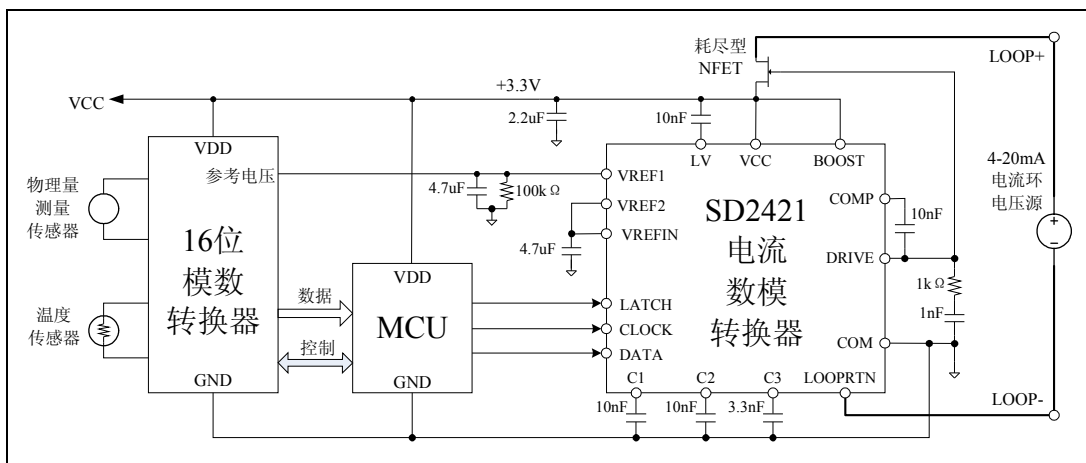 耗尽型
NFET
LOOP+
VCC
+3.3V
2.2uF
10nF
VDD
LV
VCC
BOOST
4-20mA
电流环
电压源
物理量
测量
传感器
参考电压
4.7uF
100kΩ
VREF1
VREF2
VREFIN
4.7uF
SD2421
电流
数模
转换器
COMP
10nF
DRIVE
1kΩ
1nF
COM
16位
模数
转换器
温度
传感器
数据
控制
VDD
MCU
GND
GND
LATCH
CLOCK
DATA
C1
C2
C3
LOOPRTN
10nF
10nF
3.3nF
LOOP-